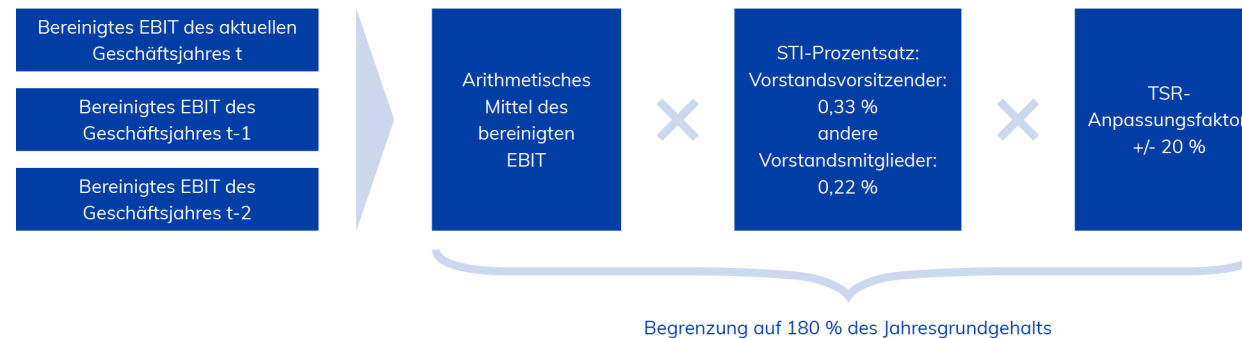 Bereinigtes EBIT des aktuellen
Geschäftsjahres t
Bereinigtes EBIT des
Geschäftsjahres t-1
Bereinigtes EBIT des
Geschäftsjahres t-2
Arithmetisches
Mittel des
bereinigten
EBIT
STI-Prozentsatz:
Vorstandsvorsitzender:
0,33 %
andere
Vorstandsmitglieder:
0,22 %
TSR-
Anpassungsfaktor
+/- 20 %
Begrenzung auf 180 % des Jahresgrundgehalts